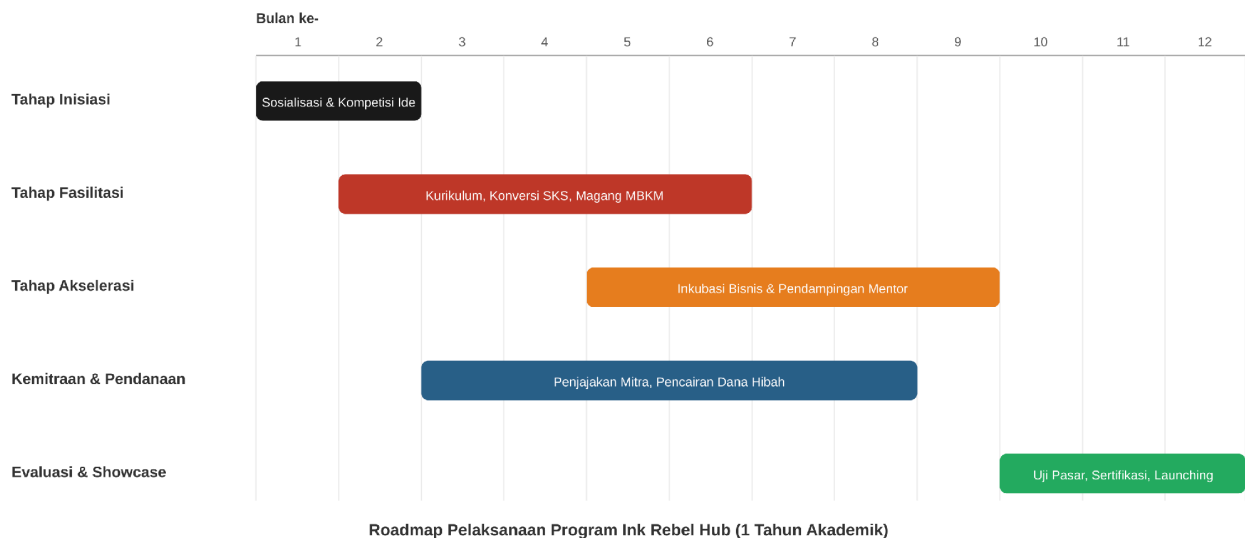 Bulan ke-
1 2 3 4 5 6 7 8 9 10 11 12
Tahap Inisiasi
Sosialisasi & Kompetisi Ide
Tahap Fasilitasi
Kurikulum, Konversi SKS, Magang MBKM
Tahap Akselerasi
Inkubasi Bisnis & Pendampingan Mentor
Kemitraan & Pendanaan
Penjajakan Mitra, Pencairan Dana Hibah
Evaluasi & Showcase
Uji Pasar, Sertifikasi, Launching
Roadmap Pelaksanaan Program Ink Rebel Hub (1 Tahun Akademik)